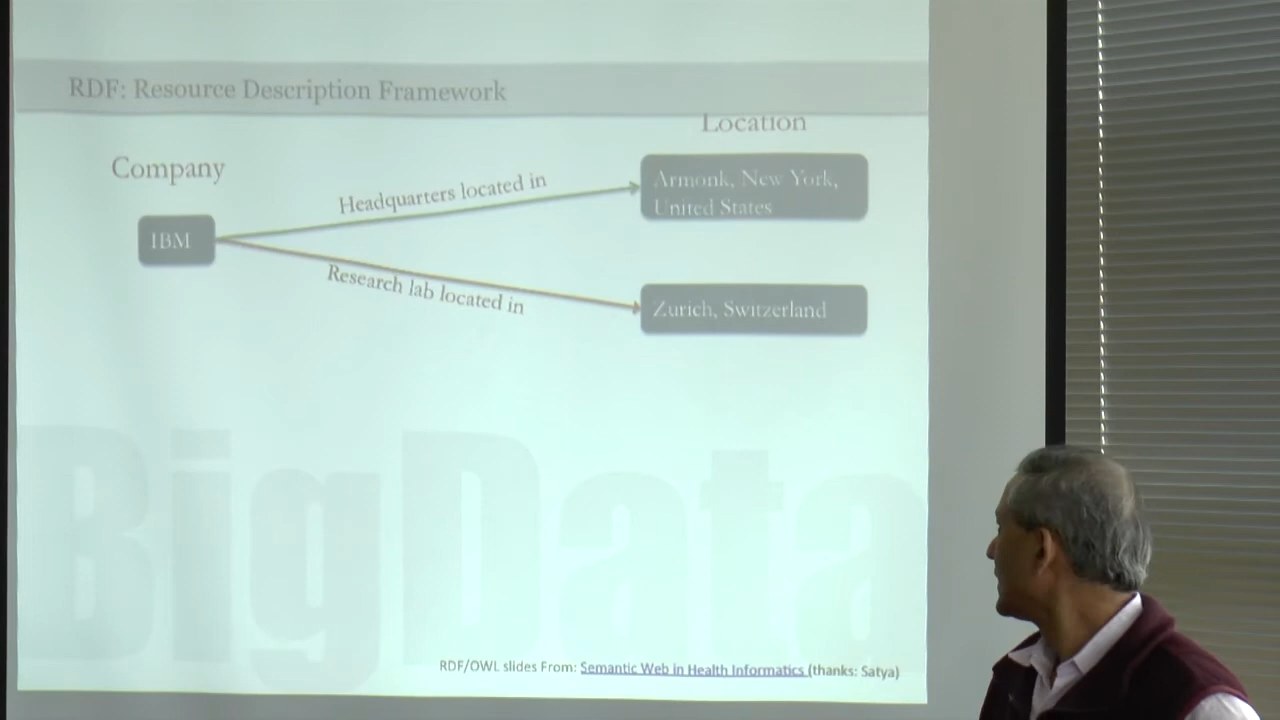 RDF: Resource Description Framework
Location
Company
Headquarters located in
Armonk, New York,
United States
IBM
Research lab located in
Zurich, Switzerland
BigData
RDF/OWL slides From: Semantic Web in Health Informatics (thanks: Satya)